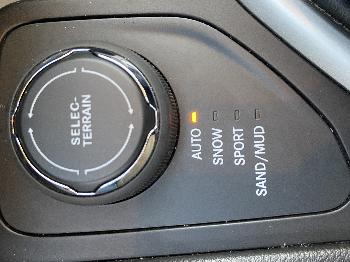 SELEC-
TERRAIN
AUTO
SNOW
SPORT
SAND/MUD